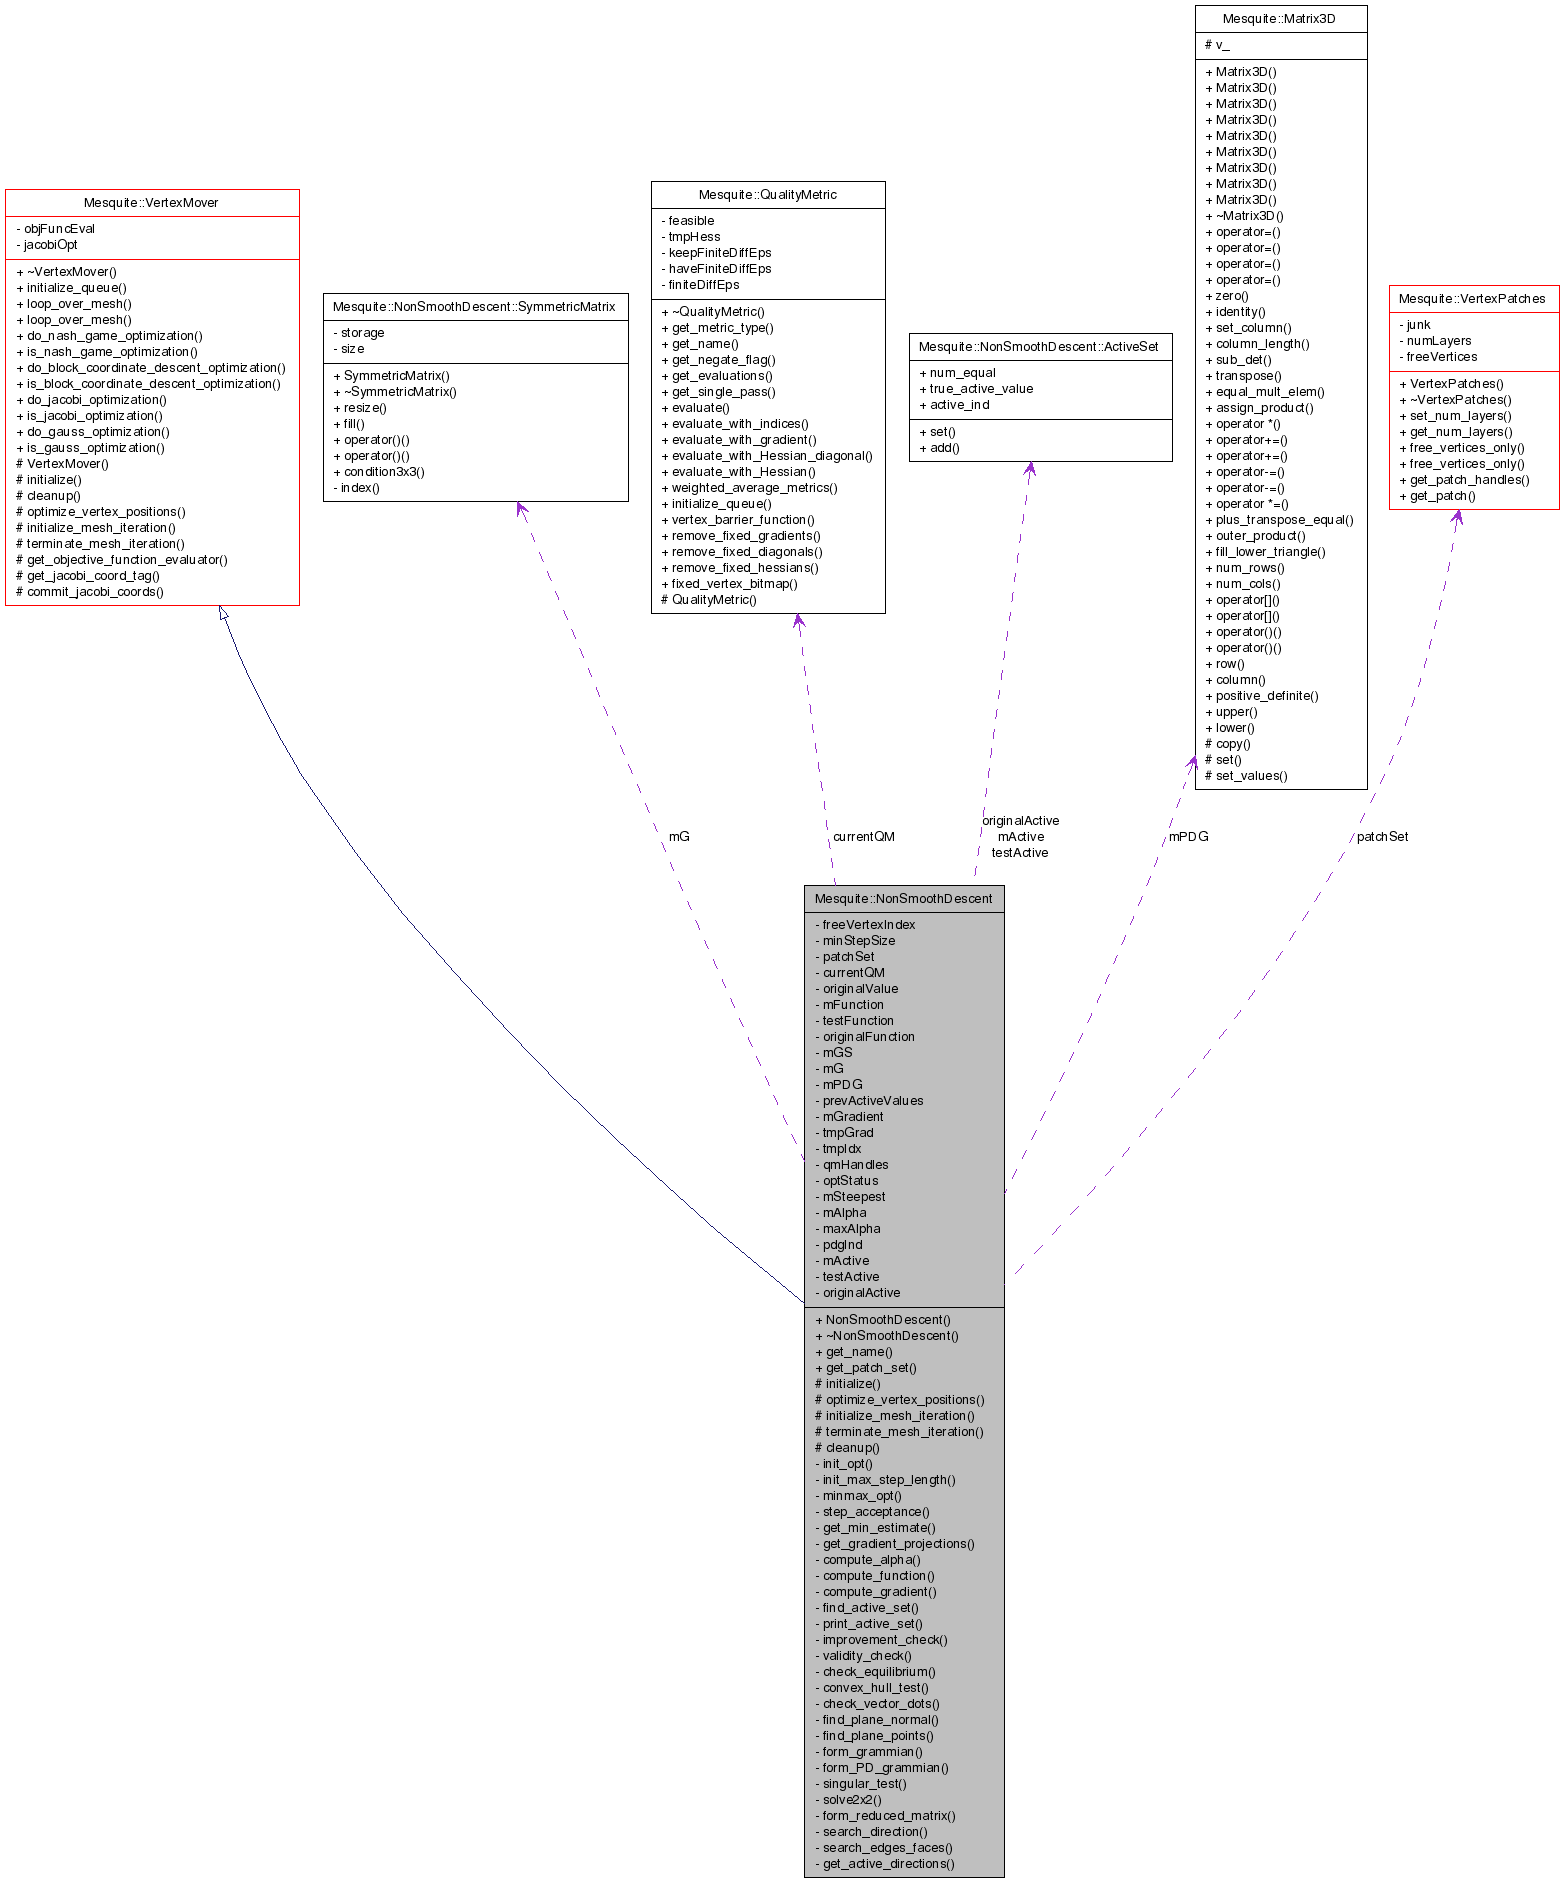 Mesquite::Matrix3D
# v_
+ Matrix3D()
+ Matrix3D()
+ Matrix3D()
+ Matrix3D()
+ Matrix3D()
+ Matrix3D()
+ Matrix3D()
+ Matrix3D()
+ Matrix3D()
+ ~Matrix3D()
+ operator=()
+ operator=()
+ operator=()
+ operator=()
+ zero()
+ identity()
+ set_column()
+ column_length()
+ sub_det()
+ transpose()
+ equal_mult_elem()
+ assign_product()
+ operator *()
+ operator+=()
+ operator+=()
+ operator-=()
+ operator-=()
+ operator *=()
+ plus_transpose_equal()
+ outer_product()
+ fill_lower_triangle()
+ num_rows()
+ num_cols()
+ operator[]()
+ operator[]()
+ operator()()
+ operator()()
+ row()
+ column()
+ positive_definite()
+ upper()
+ lower()
# copy()
# set()
# set_values()
Mesquite::VertexMover
- objFuncEval
- jacobiOpt
+ ~VertexMover()
+ initialize_queue()
+ loop_over_mesh()
+ loop_over_mesh()
+ do_nash_game_optimization()
+ is_nash_game_optimization()
+ do_block_coordinate_descent_optimization()
+ is_block_coordinate_descent_optimization()
+ do_jacobi_optimization()
+ is_jacobi_optimization()
+ do_gauss_optimization()
+ is_gauss_optimization()
# VertexMover()
# initialize()
# cleanup()
# optimize_vertex_positions()
# initialize_mesh_iteration()
# terminate_mesh_iteration()
# get_objective_function_evaluator()
# get_jacobi_coord_tag()
# commit_jacobi_coords()
Mesquite::NonSmoothDescent::SymmetricMatrix
- storage
- size
+ SymmetricMatrix()
+ ~SymmetricMatrix()
+ resize()
+ fill()
+ operator()()
+ operator()()
+ condition3x3()
- index()
Mesquite::QualityMetric
- feasible
- tmpHess
- keepFiniteDiffEps
- haveFiniteDiffEps
- finiteDiffEps
+ ~QualityMetric()
+ get_metric_type()
+ get_name()
+ get_negate_flag()
+ get_evaluations()
+ get_single_pass()
+ evaluate()
+ evaluate_with_indices()
+ evaluate_with_gradient()
+ evaluate_with_Hessian_diagonal()
+ evaluate_with_Hessian()
+ weighted_average_metrics()
+ initialize_queue()
+ vertex_barrier_function()
+ remove_fixed_gradients()
+ remove_fixed_diagonals()
+ remove_fixed_hessians()
+ fixed_vertex_bitmap()
# QualityMetric()
Mesquite::NonSmoothDescent::ActiveSet
+ num_equal
+ true_active_value
+ active_ind
+ set()
+ add()
Mesquite::VertexPatches
- junk
- numLayers
- freeVertices
+ VertexPatches()
+ ~VertexPatches()
+ set_num_layers()
+ get_num_layers()
+ free_vertices_only()
+ free_vertices_only()
+ get_patch_handles()
+ get_patch()
mG
currentQM
originalActive
mActive
testActive
mPDG
patchSet
Mesquite::NonSmoothDescent
- freeVertexIndex
- minStepSize
- patchSet
- currentQM
- originalValue
- mFunction
- testFunction
- originalFunction
- mGS
- mG
- mPDG
- prevActiveValues
- mGradient
- tmpGrad
- tmpIdx
- qmHandles
- optStatus
- mSteepest
- mAlpha
- maxAlpha
- pdgInd
- mActive
- testActive
- originalActive
+ NonSmoothDescent()
+ ~NonSmoothDescent()
+ get_name()
+ get_patch_set()
# initialize()
# optimize_vertex_positions()
# initialize_mesh_iteration()
# terminate_mesh_iteration()
# cleanup()
- init_opt()
- init_max_step_length()
- minmax_opt()
- step_acceptance()
- get_min_estimate()
- get_gradient_projections()
- compute_alpha()
- compute_function()
- compute_gradient()
- find_active_set()
- print_active_set()
- improvement_check()
- validity_check()
- check_equilibrium()
- convex_hull_test()
- check_vector_dots()
- find_plane_normal()
- find_plane_points()
- form_grammian()
- form_PD_grammian()
- singular_test()
- solve2x2()
- form_reduced_matrix()
- search_direction()
- search_edges_faces()
- get_active_directions()